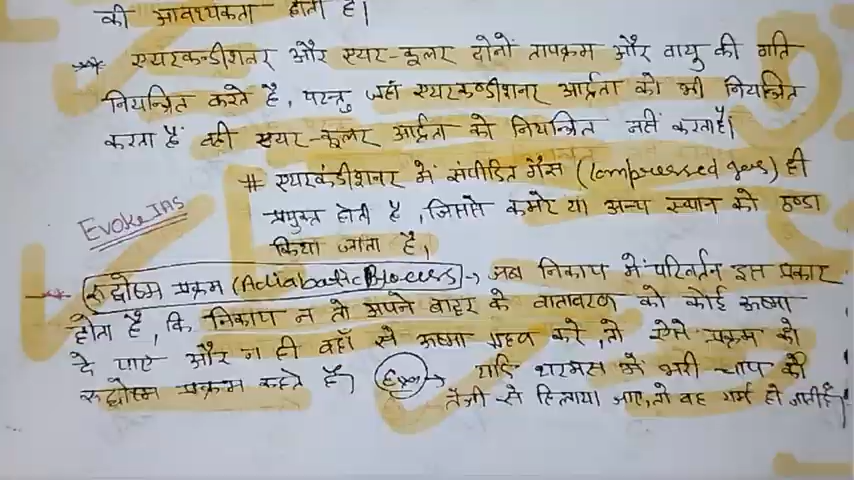 की आवश्यकता होती है।
एयरकन्डीशनर और एयर-कूलर दोनों तापक्रम और वायु की गति
नियन्त्रित करते है, परन्तु जहाँ एयरकण्डीशनर आर्द्रता को भी नियन्त्रित
करता है वही एयर-कूलर आर्द्रता को नियन्त्रित नहीं करता है।
# एयरकंडीशनर में संपीडित गैस (Compressed gas) ही
प्रयुक्त होती है, जिससे कमरे या अन्य स्थान को ठण्डा
किया जाता है।
Evoke IAS
रुद्धोष्म प्रक्रम (Adiabatic Process) → जब निकाय में परिवर्तन इस प्रकार
होता है, कि निकाय न तो अपने बाहर के वातावरण को कोई ऊष्मा
दे पाए और न ही वहाँ से ऊष्मा ग्रहण करे, तो ऐसे प्रक्रम को
रुद्धोष्म प्रक्रम कहते है। Exm → यदि थरमस में भरी चाय को
तेजी से हिलाया जाए, तो वह गर्म हो जाती है।